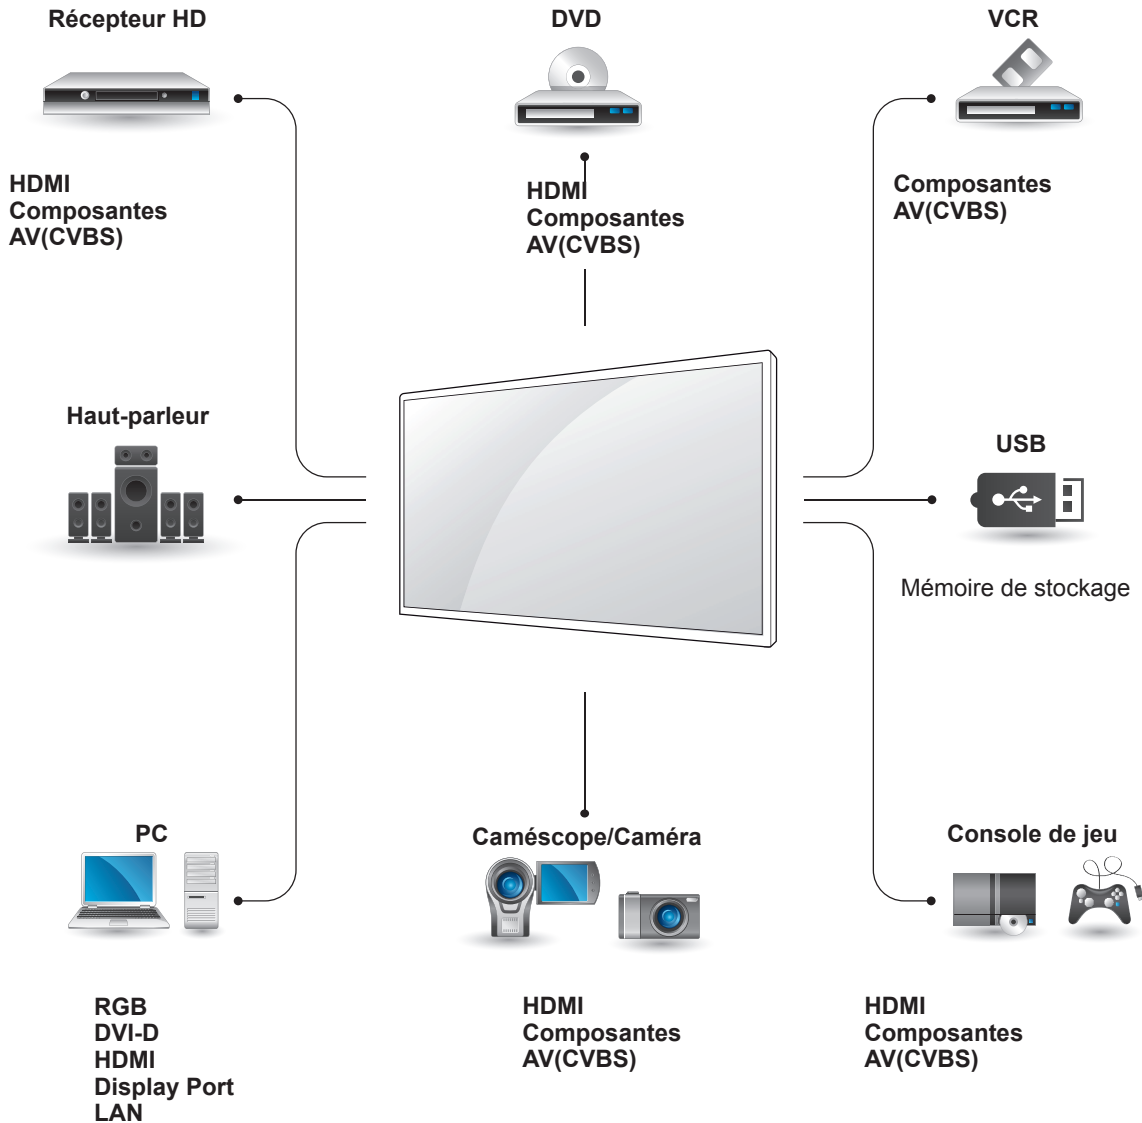 Récepteur HD
DVD
VCR
HDMI
Composantes
AV(CVBS)
HDMI
Composantes
AV(CVBS)
Composantes
AV(CVBS)
Haut-parleur
USB
Mémoire de stockage
PC
Caméscope/Caméra
Console de jeu
RGB
DVI-D
HDMI
Display Port
LAN
HDMI
Composantes
AV(CVBS)
HDMI
Composantes
AV(CVBS)